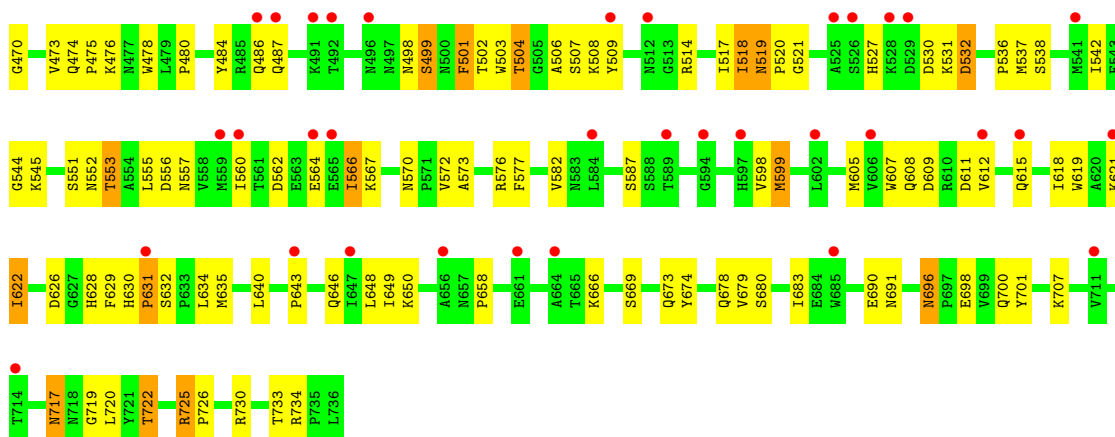 G470 V473 Q474 P475 K476 N477 W478 L479 P480 Y484 R485 Q486 Q487 K491 T492 N496 N497 N498 S499 N500 F501 T502 W503 T504 G505 A506 S507 K508 Y509 N512 G513 R514 I517 I518 N519 P520 G521 A525 S526 H527 K528 D529 D530 K531 D532 P536 M537 S538 M541 I542 F543
G544 K545 S551 N552 T553 A554 L555 D556 N557 V558 M559 I560 T561 D562 E563 E564 E565 I566 K567 N570 P571 V572 A573 R576 F577 V582 N583 L584 S587 S588 T589 G594 H597 V598 M599 L602 M605 V606 W607 Q608 D609 R610 D611 V612 Q615 I618 W619 A620 K621
I622 D626 G627 H628 F629 H630 P631 S632 P633 L634 M635 L640 P643 Q646 I647 L648 I649 K650 A656 N657 P658 E661 A664 T665 K666 S669 Q673 Y674 Q678 V679 S680 I683 E684 W685 E690 N691 N696 P697 E698 V699 Q700 Y701 K707 V711
T714 N717 N718 G719 L720 Y721 T722 R725 P726 R730 T733 R734 P735 L736